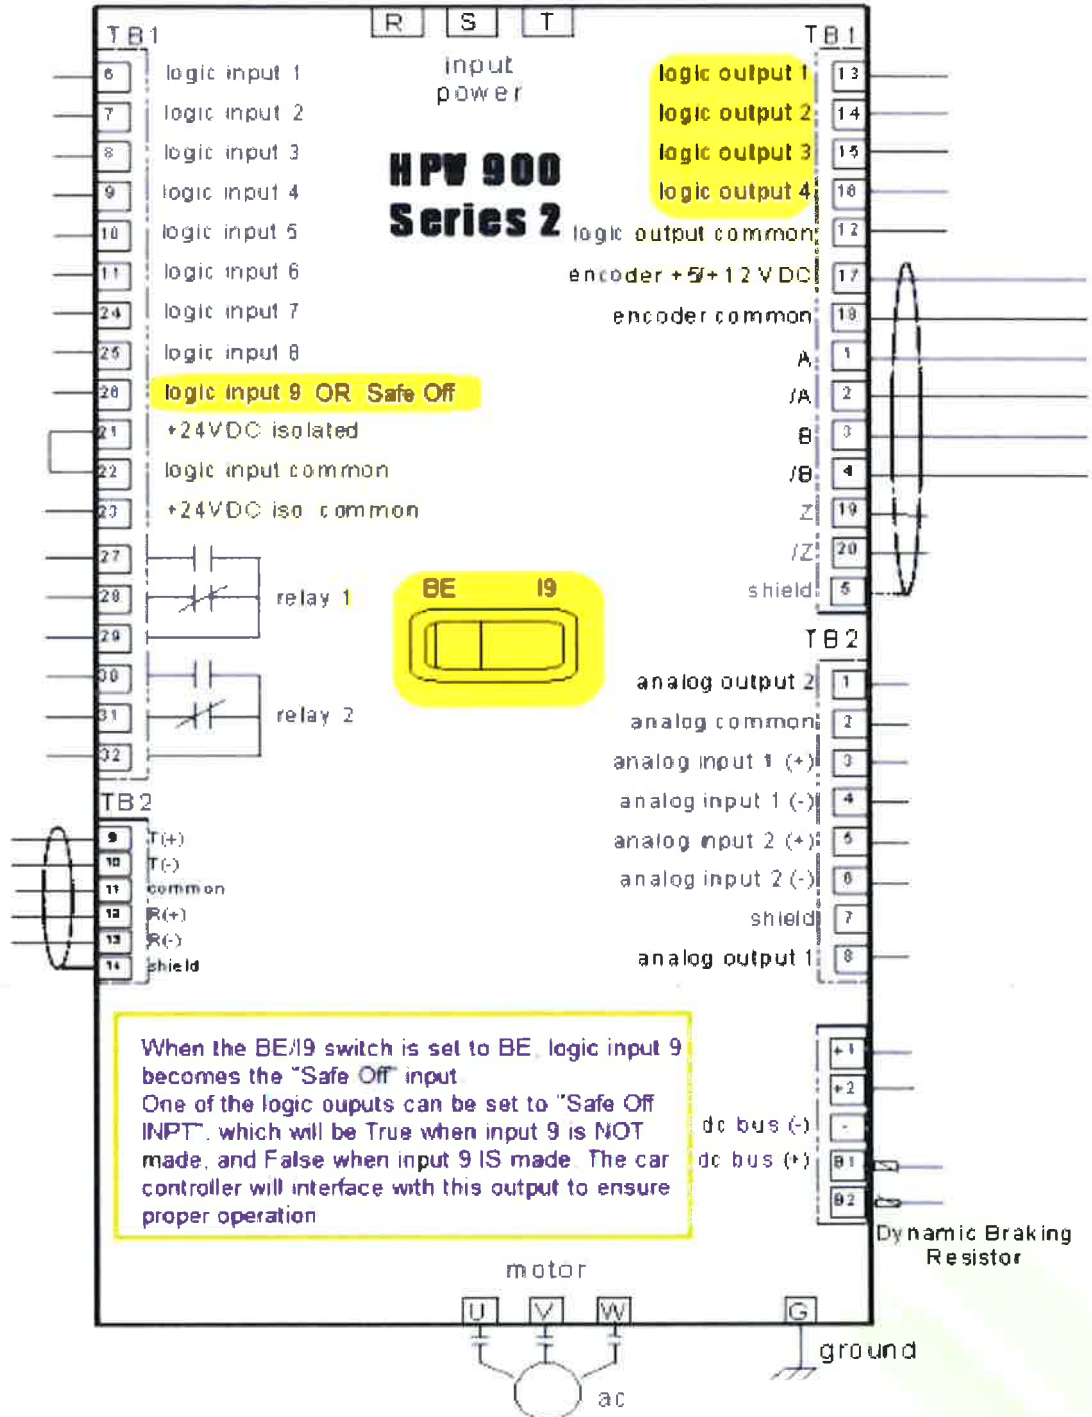 R S T
input
power
HPV 900
Series 2
TB1
6 logic input 1
7 logic input 2
8 logic input 3
9 logic input 4
10 logic input 5
11 logic input 6
24 logic input 7
25 logic input 8
26 logic input 9 OR Safe Off
21 +24VDC isolated
22 logic input common
23 +24VDC iso common
27
28 relay 1
29
30
31 relay 2
32
TB2
9 T(+)
10 T(-)
11 common
12 R(+)
13 R(-)
14 shield
TB1
logic output 1 13
logic output 2 14
logic output 3 15
logic output 4 16
logic output common 12
encoder +5/+12VDC 17
encoder common 18
A 1
/A 2
B 3
/B 4
Z 19
/Z 20
shield 5
BE I9
TB2
analog output 2 1
analog common 2
analog input 1 (+) 3
analog input 1 (-) 4
analog input 2 (+) 5
analog input 2 (-) 6
shield 7
analog output 1 8
When the BE/I9 switch is set to BE, logic input 9
becomes the "Safe Off" input
One of the logic ouputs can be set to "Safe Off
INPT", which will be True when input 9 is NOT
made, and False when input 9 IS made. The car
controller will interface with this output to ensure
proper operation
+1
+2
dc bus (-) -
dc bus (+) B1
B2
Dynamic Braking
Resistor
motor
U V W G
ground
ac